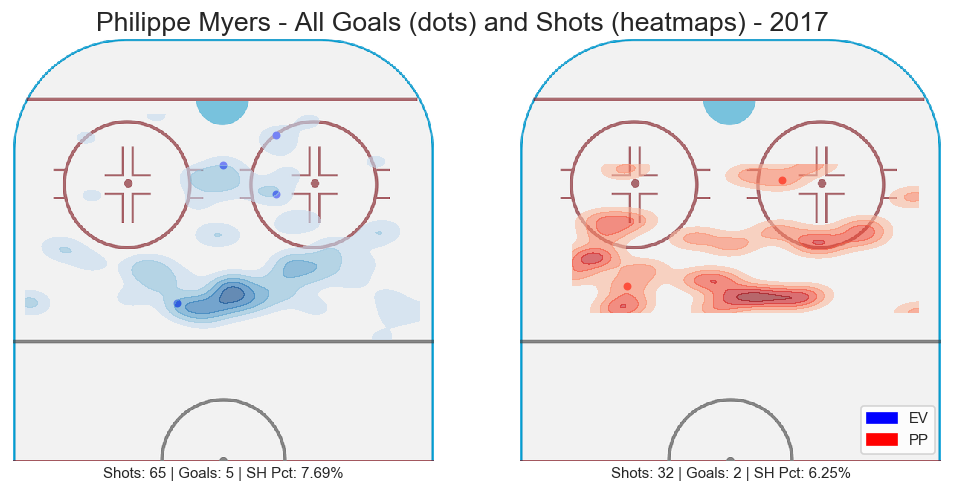 Philippe Myers - All Goals (dots) and Shots (heatmaps) - 2017
EV
PP
Shots: 65 | Goals: 5 | SH Pct: 7.69%
Shots: 32 | Goals: 2 | SH Pct: 6.25%